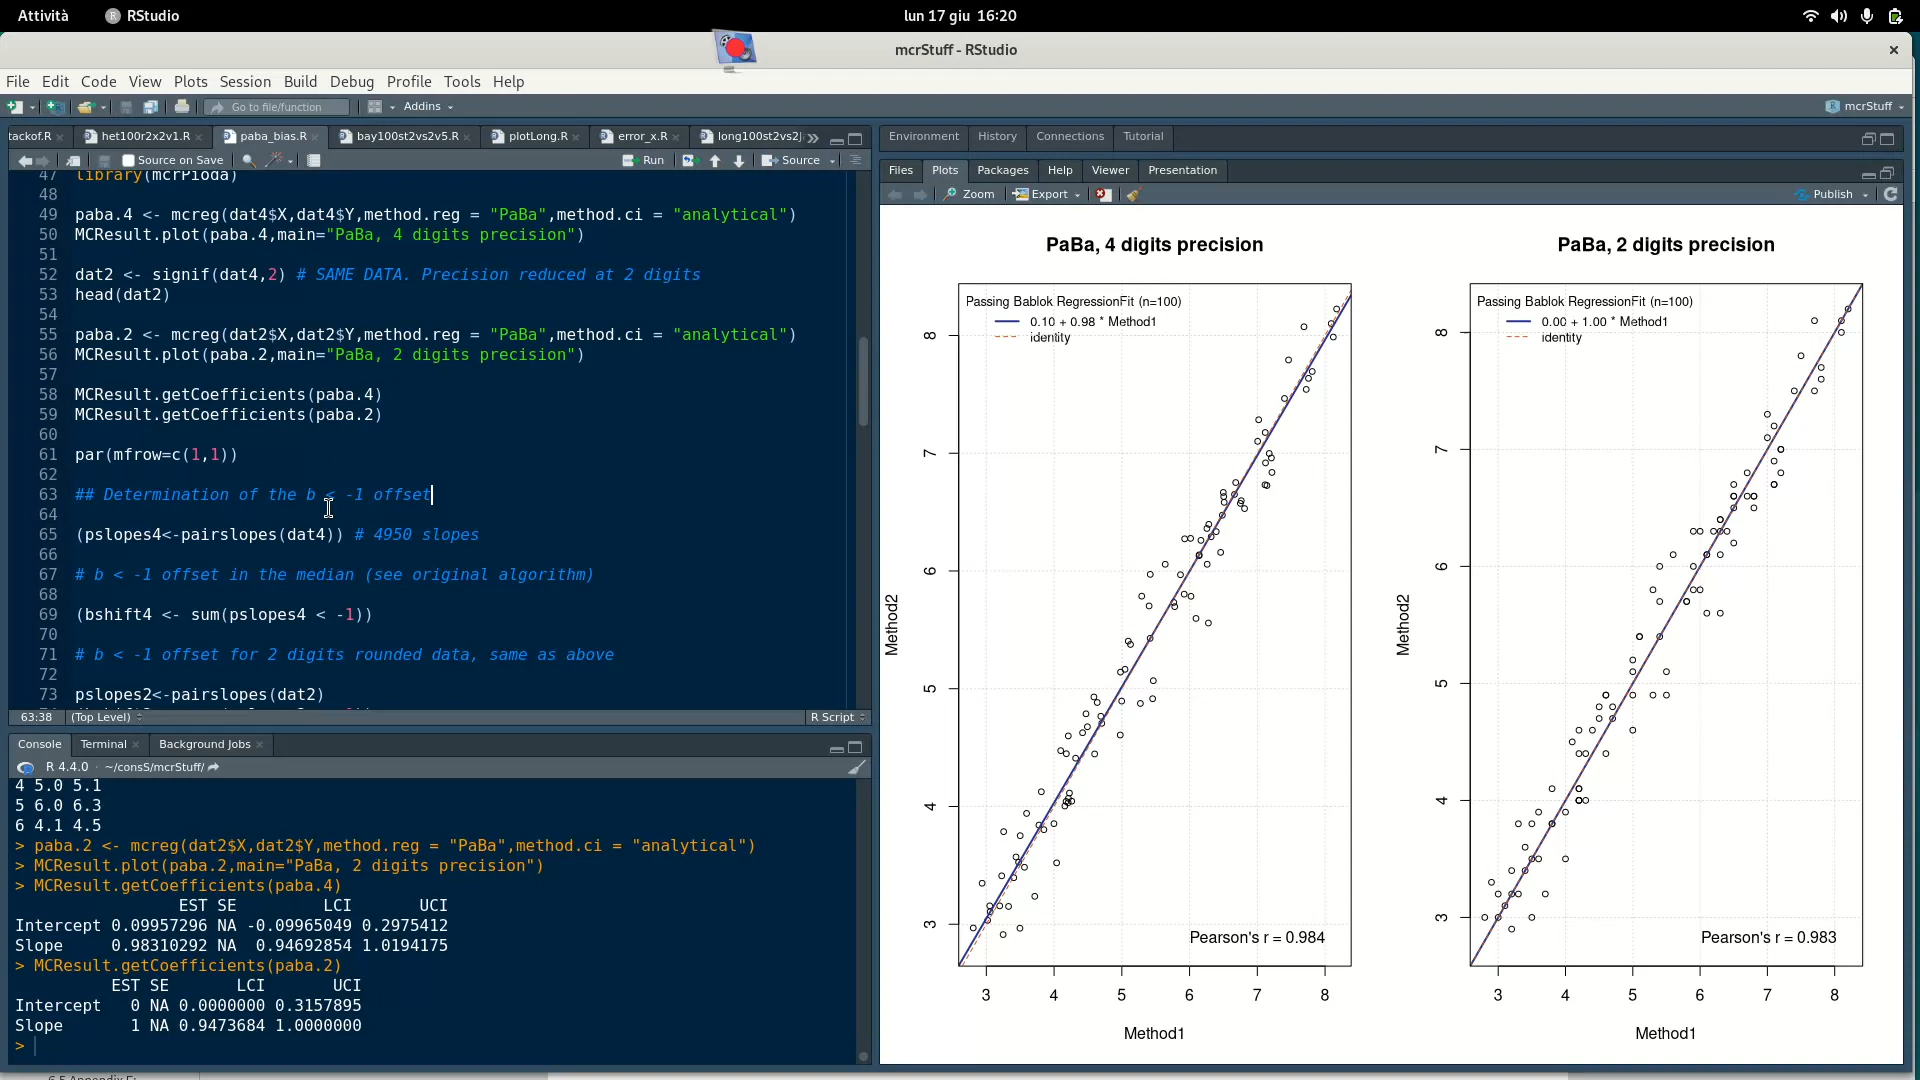 Attività
RStudio
lun 17 giu 16:20
mcrStuff - RStudio
File Edit Code View Plots Session Build Debug Profile Tools Help
Go to file/function
Addins
mcrStuff
tackof.R
het100r2x2v1.R
paba_bias.R
bay100st2vs2v5.R
plotLong.R
error_x.R
long100st2vs2
Source on Save
Run
Source
47 library(mcrPioda)
48
49 paba.4 <- mcreg(dat4$X,dat4$Y,method.reg = "PaBa",method.ci = "analytical")
50 MCResult.plot(paba.4,main="PaBa, 4 digits precision")
51
52 dat2 <- signif(dat4,2) # SAME DATA. Precision reduced at 2 digits
53 head(dat2)
54
55 paba.2 <- mcreg(dat2$X,dat2$Y,method.reg = "PaBa",method.ci = "analytical")
56 MCResult.plot(paba.2,main="PaBa, 2 digits precision")
57
58 MCResult.getCoefficients(paba.4)
59 MCResult.getCoefficients(paba.2)
60
61 par(mfrow=c(1,1))
62
63 ## Determination of the b < -1 offset
64
65 (pslopes4<-pairslopes(dat4)) # 4950 slopes
66
67 # b < -1 offset in the median (see original algorithm)
68
69 (bshift4 <- sum(pslopes4 < -1))
70
71 # b < -1 offset for 2 digits rounded data, same as above
72
73 pslopes2<-pairslopes(dat2)
63:38 (Top Level) R Script
Console Terminal Background Jobs
R 4.4.0 · ~/consS/mcrStuff/
4 5.0 5.1
5 6.0 6.3
6 4.1 4.5
> paba.2 <- mcreg(dat2$X,dat2$Y,method.reg = "PaBa",method.ci = "analytical")
> MCResult.plot(paba.2,main="PaBa, 2 digits precision")
> MCResult.getCoefficients(paba.4)
EST SE LCI UCI
Intercept 0.09957296 NA -0.09965049 0.2975412
Slope 0.98310292 NA 0.94692854 1.0194175
> MCResult.getCoefficients(paba.2)
EST SE LCI UCI
Intercept 0 NA 0.0000000 0.3157895
Slope 1 NA 0.9473684 1.0000000
>
Environment History Connections Tutorial
Files Plots Packages Help Viewer Presentation
Zoom Export Publish
PaBa, 4 digits precision
Passing Bablok RegressionFit (n=100)
0.10 + 0.98 * Method1
identity
8
7
6
5
4
3
Method2
Pearson's r = 0.984
3 4 5 6 7 8
Method1
PaBa, 2 digits precision
Passing Bablok RegressionFit (n=100)
0.00 + 1.00 * Method1
identity
8
7
6
5
4
3
Method2
Pearson's r = 0.983
3 4 5 6 7 8
Method1